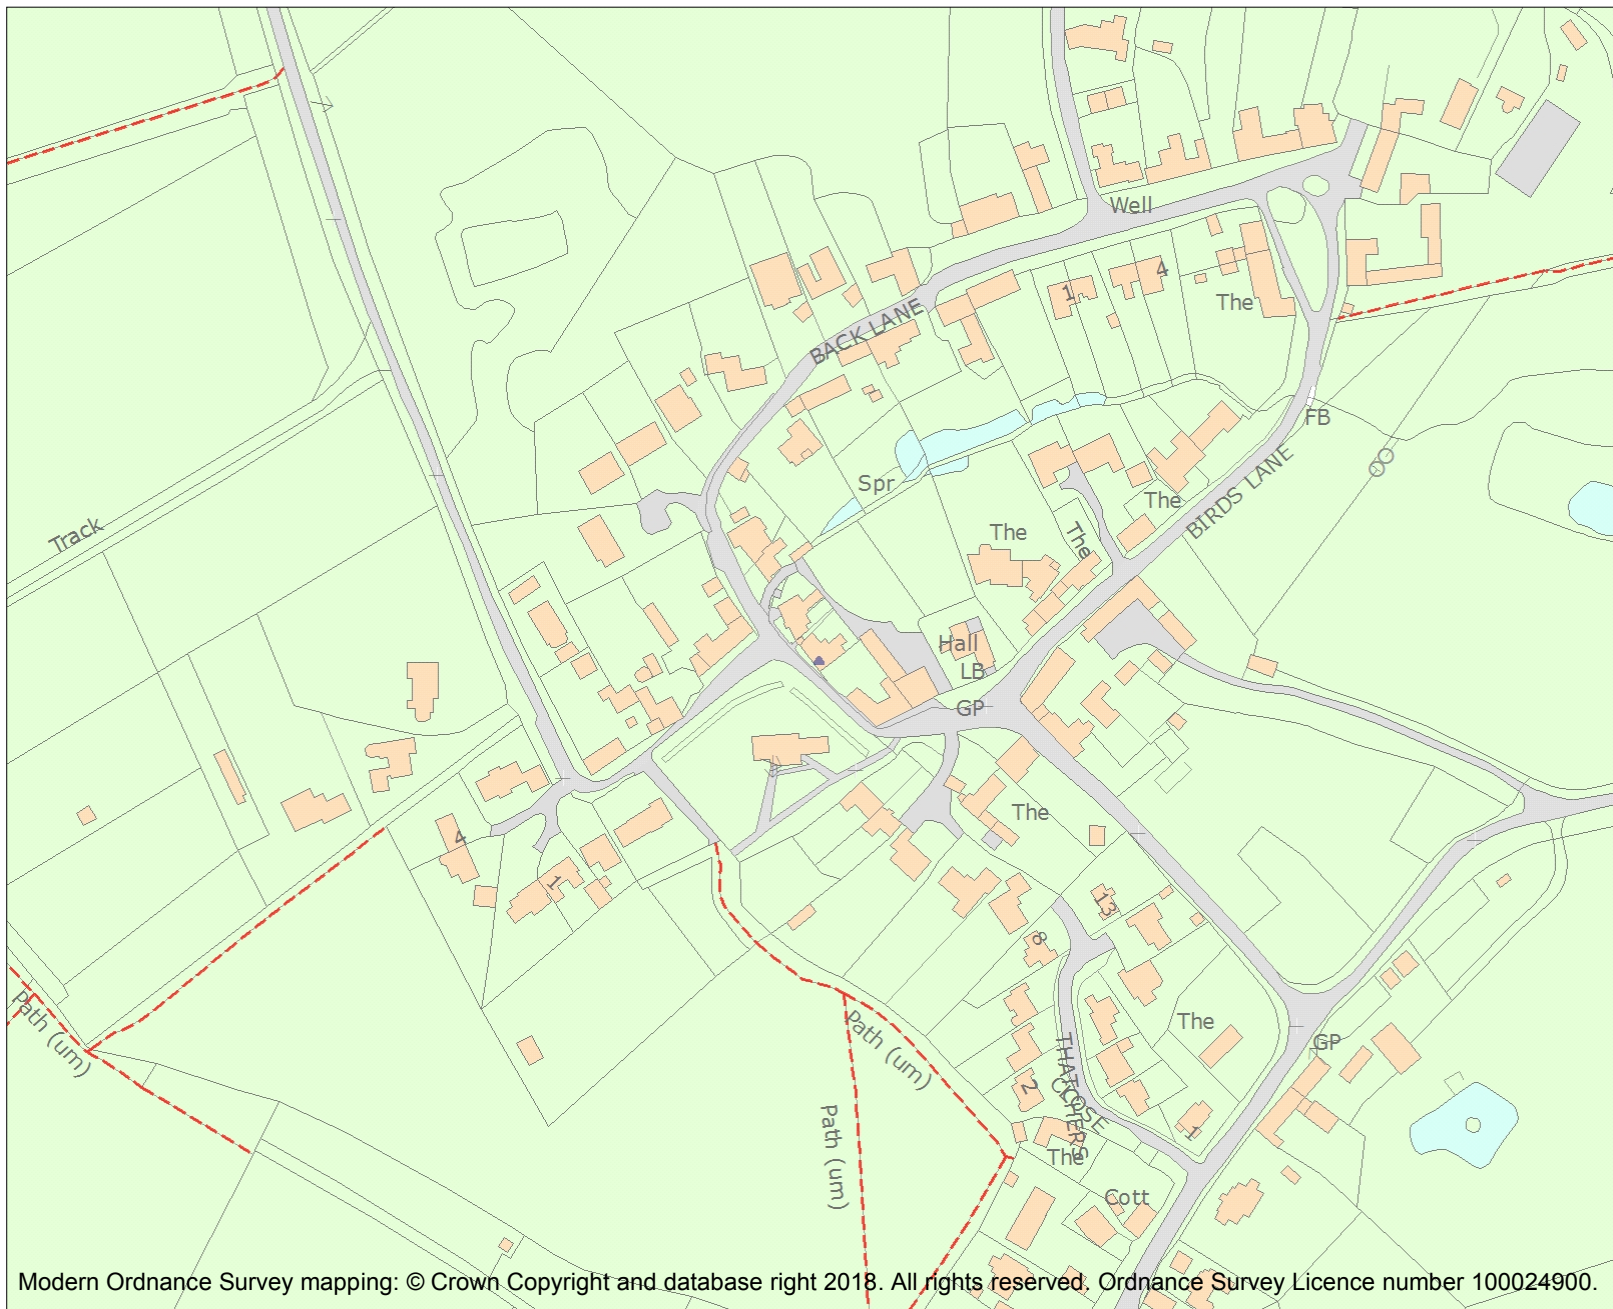 Well
4
1
The
BACK LANE
FB
Spr
The
BIRDS LANE
Track
The
The
Hall
LB
GP
The
4
1
13
8
The
GP
Path (um)
Path (um)
THATCHERS
CLOSE
2
Path (um)
1
The
Cott
Modern Ordnance Survey mapping: © Crown Copyright and database right 2018. All rights reserved. Ordnance Survey Licence number 100024900.